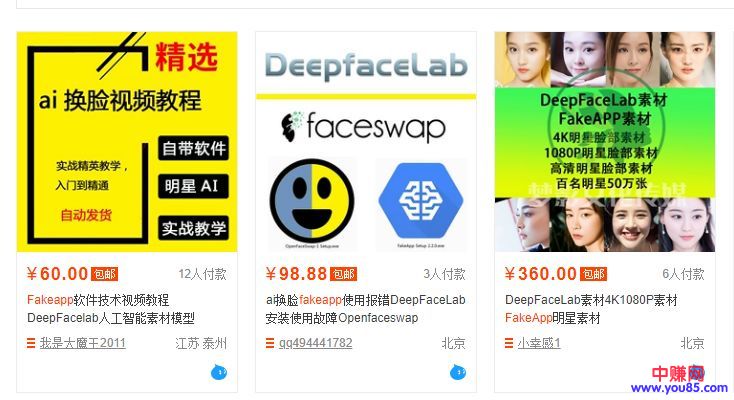 精选
ai 换脸视频教程
自带软件
实战精英教学,
入门到精通
明星 AI
自动发货
实战教学
￥60.00 包邮 12人付款
Fakeapp软件技术视频教程
DeepFacelab人工智能素材模型
我是大魔王2011 江苏 泰州
DeepfaceLab
faceswap
OpenFaceSwap-1 Setup.exe
FakeApp Setup 2.2.0.exe
￥98.88 包邮 3人付款
ai换脸fakeapp使用报错DeepFaceLab
安装使用故障Openfaceswap
qq494441782 北京
DeepFaceLab素材
FakeAPP素材
4K明星脸部素材
1080P明星脸部素材
高清明星脸部素材
百名明星50万张
￥360.00 包邮 6人付款
DeepFaceLab素材4K1080P素材
FakeApp明星素材
小幸感1 北京
中赚网
www.you85.com